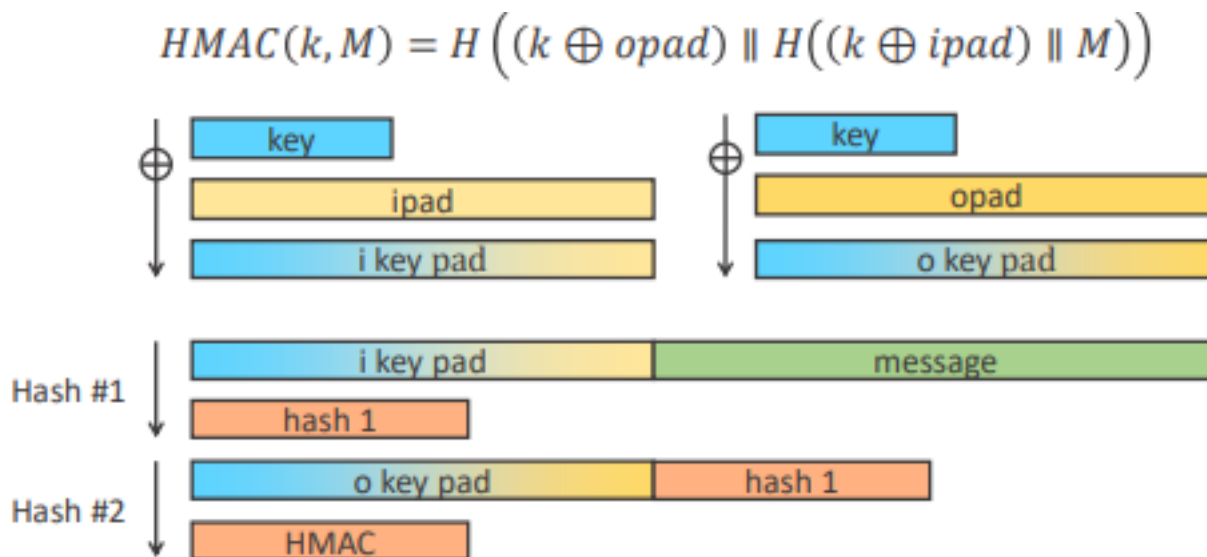 HMAC(k, M) = H((k ⊕ opad) ∥ H((k ⊕ ipad) ∥ M))
key
key
ipad
opad
i key pad
o key pad
i key pad message
Hash #1
hash 1
o key pad hash 1
Hash #2
HMAC